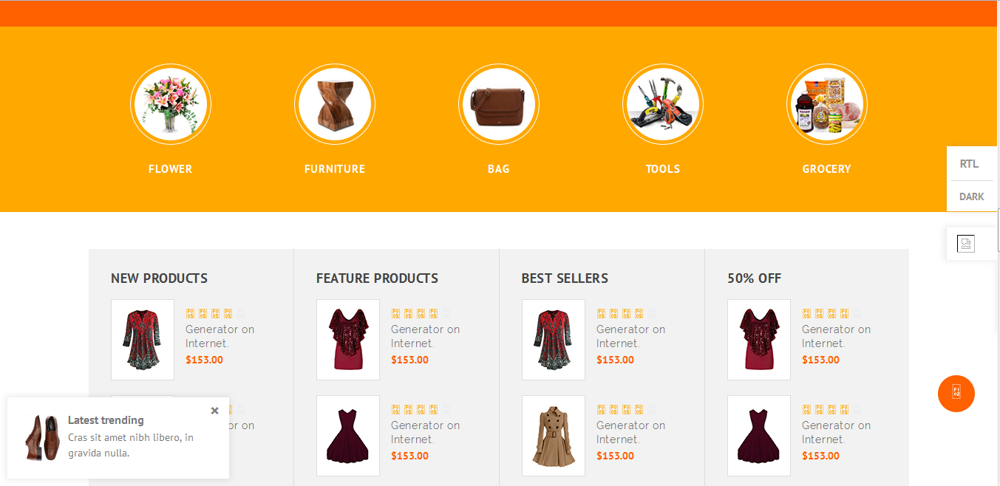 FLOWER
FURNITURE
BAG
TOOLS
GROCERY
RTL
DARK
NEW PRODUCTS
Generator on
Internet.
$153.00
or on
FEATURE PRODUCTS
Generator on
Internet.
$153.00
Generator on
Internet.
$153.00
BEST SELLERS
Generator on
Internet.
$153.00
Generator on
Internet.
$153.00
50% OFF
Generator on
Internet.
$153.00
Generator on
Internet.
$153.00
Latest trending
Cras sit amet nibh libero, in
gravida nulla.